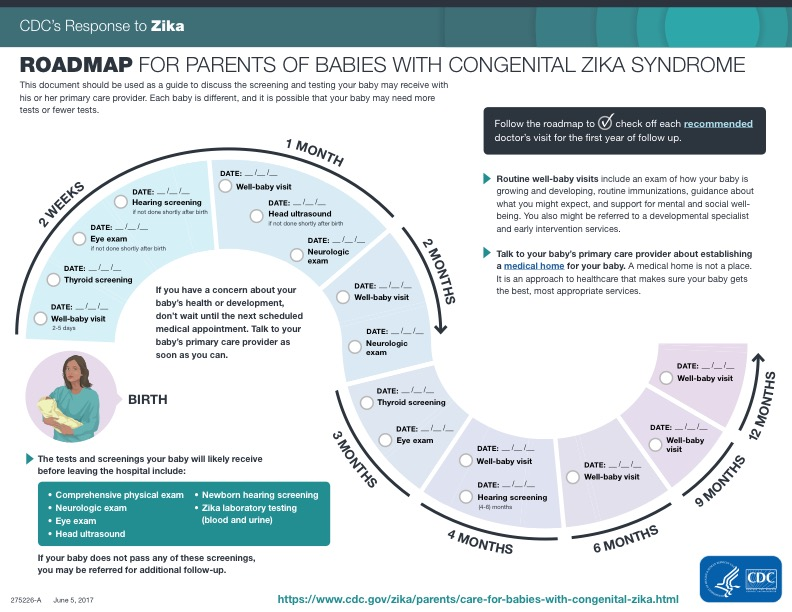 CDC's Response to Zika
ROADMAP FOR PARENTS OF BABIES WITH CONGENITAL ZIKA SYNDROME
This document should be used as a guide to discuss the screening and testing your baby may receive with
his or her primary care provider. Each baby is different, and it is possible that your baby may need more
tests or fewer tests.
Follow the roadmap to check off each recommended
doctor's visit for the first year of follow up.
Routine well-baby visits include an exam of how your baby is
growing and developing, routine immunizations, guidance about
what you might expect, and support for mental and social well-
being. You also might be referred to a developmental specialist
and early intervention services.
Talk to your baby's primary care provider about establishing
a medical home for your baby. A medical home is not a place.
It is an approach to healthcare that makes sure your baby gets
the best, most appropriate services.
BIRTH
The tests and screenings your baby will likely receive
before leaving the hospital include:
• Comprehensive physical exam
• Neurologic exam
• Eye exam
• Head ultrasound
• Newborn hearing screening
• Zika laboratory testing
(blood and urine)
If your baby does not pass any of these screenings,
you may be referred for additional follow-up.
2 WEEKS
DATE: __ /__ /__
Well-baby visit
2-5 days
DATE: __ /__ /__
Thyroid screening
DATE: __ /__ /__
Eye exam
if not done shortly after birth
DATE: __ /__ /__
Hearing screening
if not done shortly after birth
1 MONTH
DATE: __ /__ /__
Well-baby visit
DATE: __ /__ /__
Head ultrasound
if not done shortly after birth
DATE: __ /__ /__
Neurologic
exam
If you have a concern about your
baby's health or development,
don't wait until the next scheduled
medical appointment. Talk to your
baby's primary care provider as
soon as you can.
2 MONTHS
DATE: __ /__ /__
Well-baby visit
DATE: __ /__ /__
Neurologic
exam
3 MONTHS
DATE: __ /__ /__
Thyroid screening
DATE: __ /__ /__
Eye exam
4 MONTHS
DATE: __ /__ /__
Well-baby visit
DATE: __ /__ /__
Hearing screening
(4-6) months
6 MONTHS
DATE: __ /__ /__
Well-baby visit
9 MONTHS
DATE: __ /__ /__
Well-baby
visit
12 MONTHS
DATE: __ /__ /__
Well-baby visit
275226-A June 5, 2017
https://www.cdc.gov/zika/parents/care-for-babies-with-congenital-zika.html
CDC